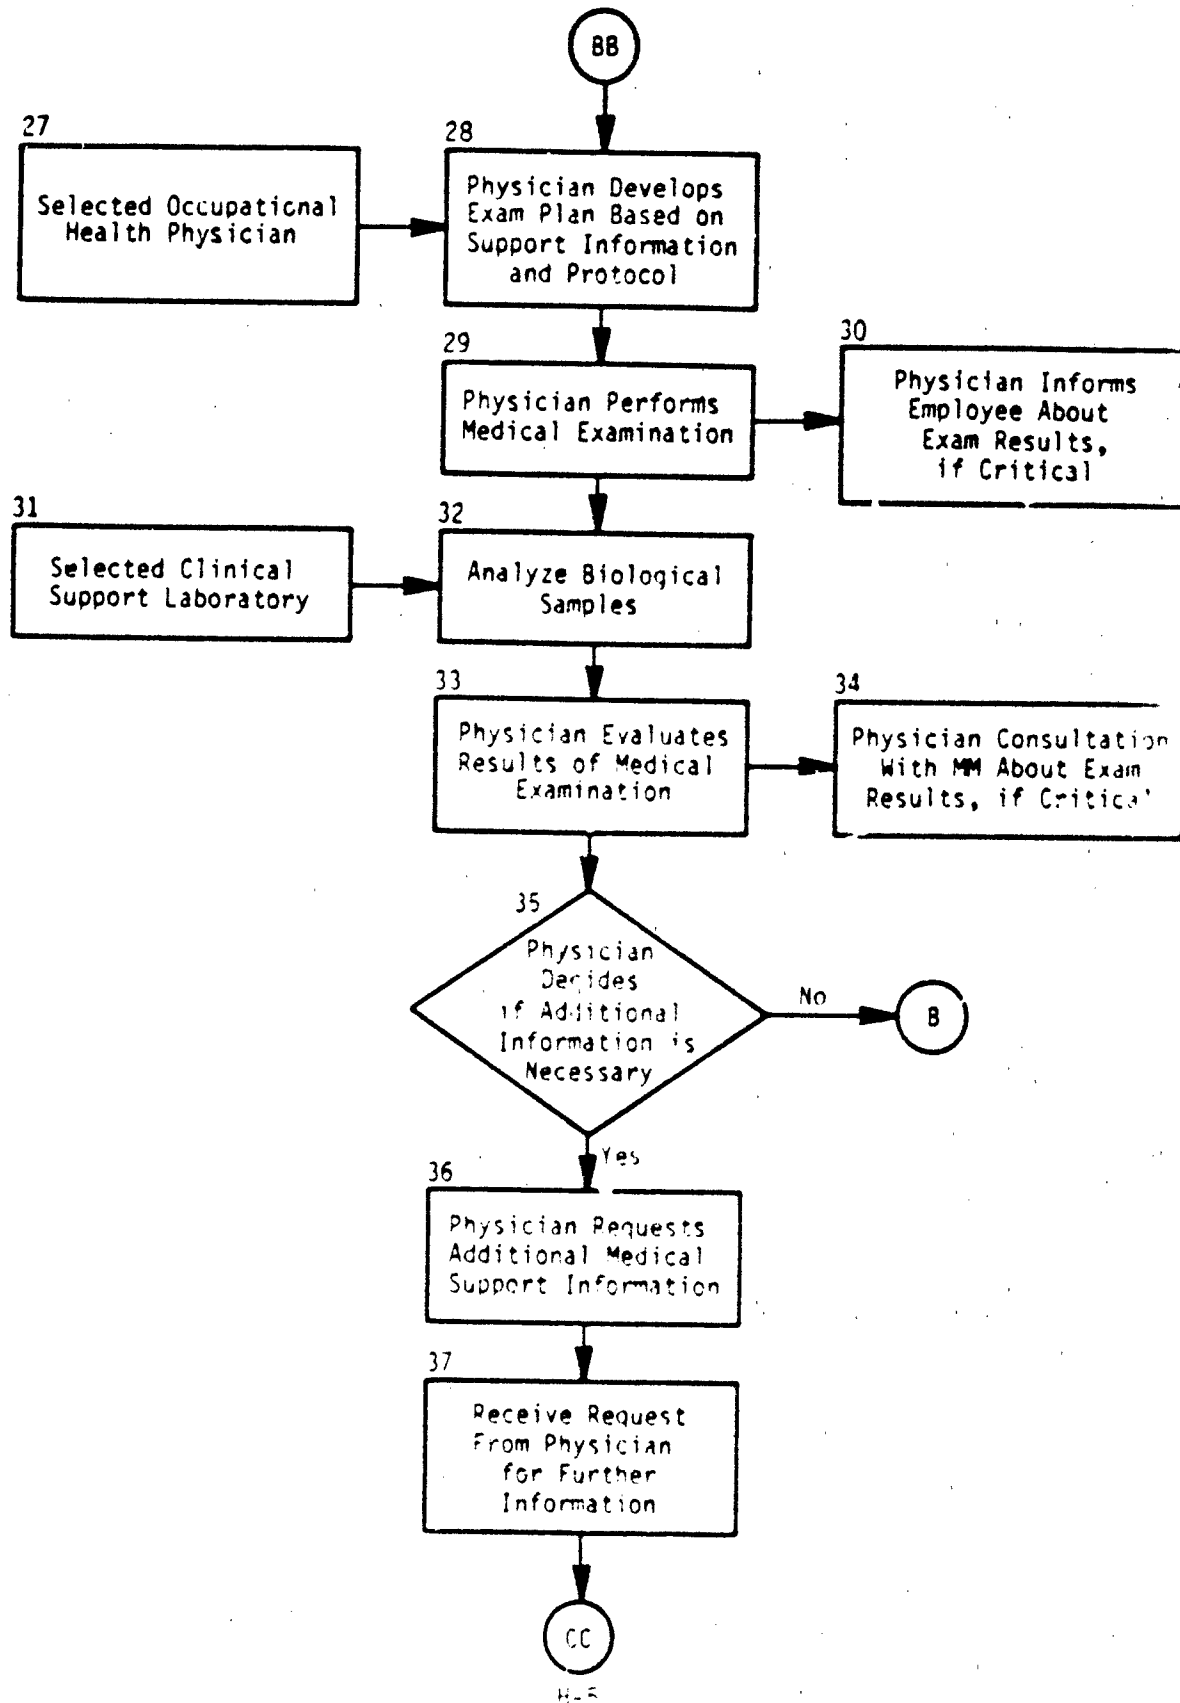 BB
27
Selected Occupational
Health Physician
28
Physician Develops
Exam Plan Based on
Support Information
and Protocol
29
Physician Performs
Medical Examination
30
Physician Informs
Employee About
Exam Results,
if Critical
31
Selected Clinical
Support Laboratory
32
Analyze Biological
Samples
33
Physician Evaluates
Results of Medical
Examination
34
Physician Consultation
With MM About Exam
Results, if Critical
35
Physician
Decides
if Additional
Information is
Necessary
No
B
Yes
36
Physician Requests
Additional Medical
Support Information
37
Receive Request
From Physician
for Further
Information
CC